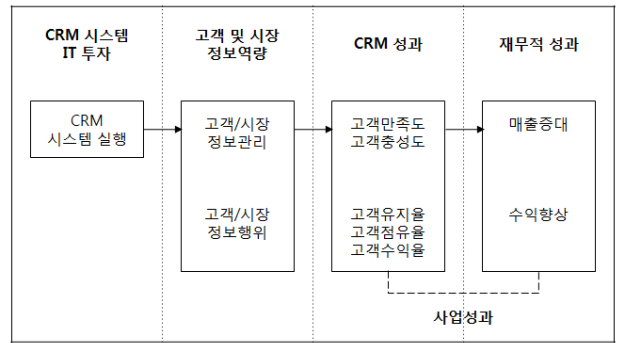 CRM 시스템
IT 투자
고객 및 시장
정보역량
CRM 성과
재무적 성과
CRM
시스템 실행
고객/시장
정보관리
고객/시장
정보행위
고객만족도
고객충성도
고객유지율
고객점유율
고객수익율
매출증대
수익향상
사업성과